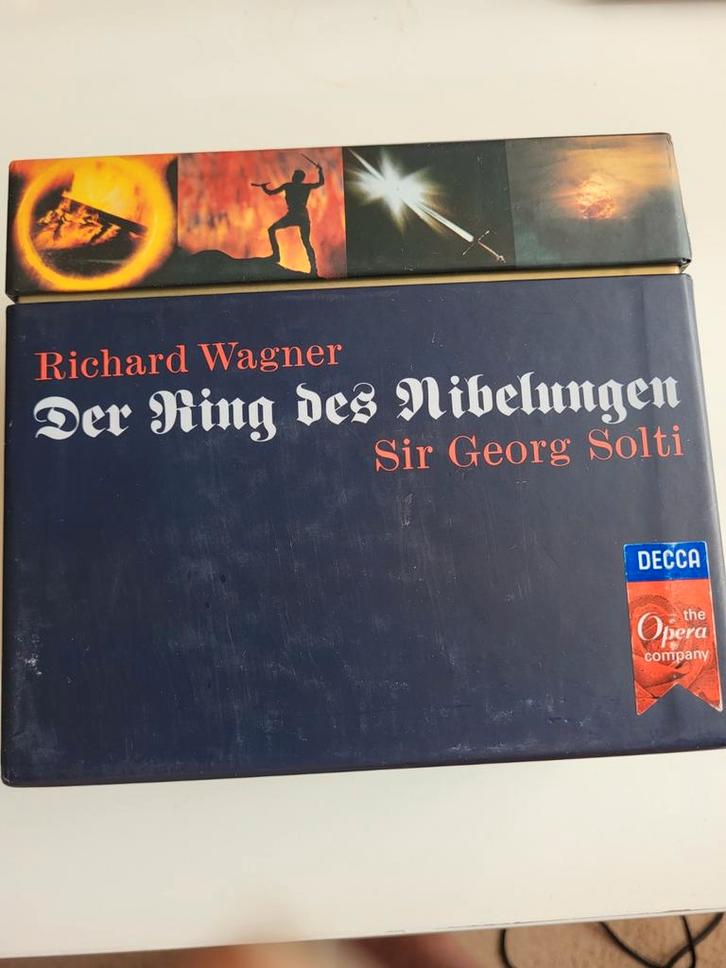 Richard Wagner
Der Ring des Nibelungen
Sir Georg Solti
DECCA
the
Opera
company